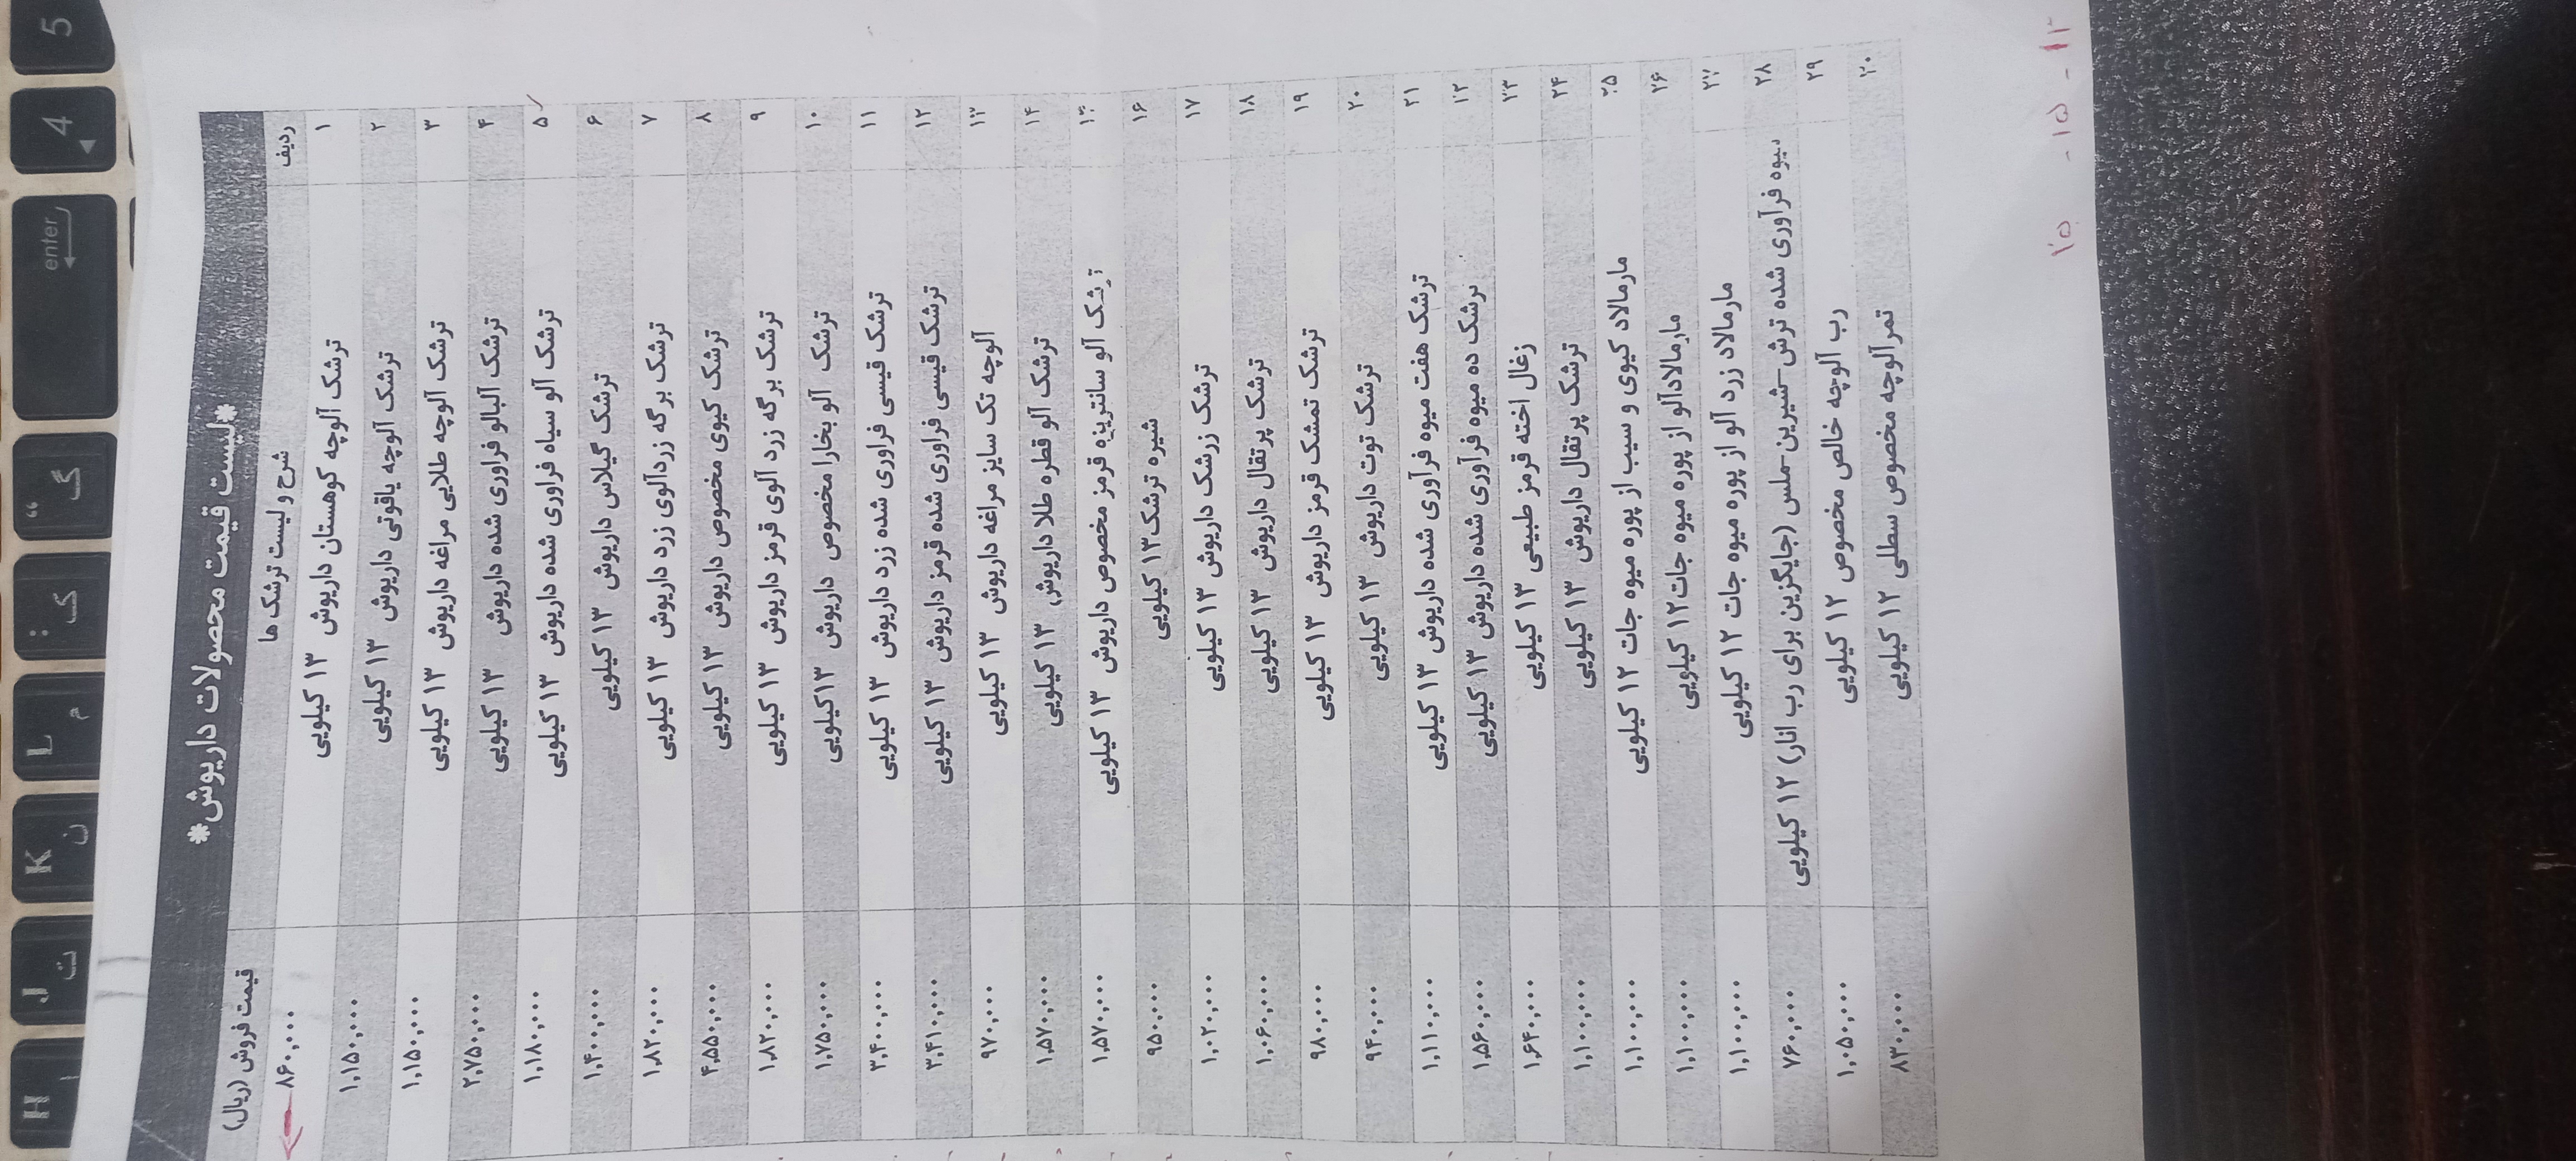 H J K L : “ enter 4 5
ا ت ن م ک گ
*لیست قیمت محصولات داریوش*
ردیف شرح و لیست ترشک ها قیمت فروش (ریال)
۱ ترشک آلوچه کوهستان داریوش ۱۳ کیلویی ۸۶۰,۰۰۰
۲ ترشک آلوچه یاقوتی داریوش ۱۳ کیلویی ۱,۱۵۰,۰۰۰
۳ ترشک آلوچه طلایی مراغه داریوش ۱۳ کیلویی ۱,۱۵۰,۰۰۰
۴ ترشک آلبالو فراوری شده داریوش ۱۳ کیلویی ۲,۷۵۰,۰۰۰
۵ ترشک آلو سیاه فراوری شده داریوش ۱۳ کیلویی ۱,۱۸۰,۰۰۰
۶ ترشک گیلاس داریوش ۱۳ کیلویی ۱,۴۰۰,۰۰۰
۷ ترشک برگه زردآلوی زرد داریوش ۱۳ کیلویی ۱,۸۲۰,۰۰۰
۸ ترشک کیوی مخصوص داریوش ۱۳ کیلویی ۴,۵۵۰,۰۰۰
۹ ترشک برگه زرد آلوی قرمز داریوش ۱۳ کیلویی ۱,۸۲۰,۰۰۰
۱۰ ترشک آلو بخارا مخصوص داریوش ۱۳کیلویی ۱,۷۵۰,۰۰۰
۱۱ ترشک قیسی فراوری شده زرد داریوش ۱۳ کیلویی ۳,۴۰۰,۰۰۰
۱۲ ترشک قیسی فراوری شده قرمز داریوش ۱۳ کیلویی ۳,۴۱۰,۰۰۰
۱۳ آلوچه تک سایز مراغه داریوش ۱۳ کیلویی ۹۷۰,۰۰۰
۱۴ ترشک آلو قطره طلا داریوش ۱۳ کیلویی ۱,۵۷۰,۰۰۰
ترشک آلو سانتریزه قرمز مخصوص داریوش ۱۳ کیلویی ۱,۵۷۰,۰۰۰
۱۶ شیره ترشک۱۳ کیلویی ۹۵۰,۰۰۰
۱۷ ترشک زرشک داریوش ۱۳ کیلویی ۱,۰۲۰,۰۰۰
۱۸ ترشک پرتقال داریوش ۱۳ کیلویی ۱,۰۶۰,۰۰۰
۱۹ ترشک تمشک قرمز داریوش ۱۳ کیلویی ۹۸۰,۰۰۰
۲۰ ترشک توت داریوش ۱۳ کیلویی ۹۴۰,۰۰۰
۲۱ ترشک هفت میوه فرآوری شده داریوش ۱۳ کیلویی ۱,۱۱۰,۰۰۰
۲۲ ترشک ده میوه فرآوری شده داریوش ۱۳ کیلویی ۱,۵۶۰,۰۰۰
۲۳ زغال اخته قرمز طبیعی ۱۳ کیلویی ۱,۶۴۰,۰۰۰
۲۴ ترشک پرتقال داریوش ۱۳ کیلویی ۱,۱۰۰,۰۰۰
۲۵ مارمالاد کیوی و سیب از پوره میوه جات ۱۲ کیلویی ۱,۱۰۰,۰۰۰
۲۶ مارمالادآلو از پوره میوه جات۱۲ کیلویی ۱,۱۰۰,۰۰۰
۲۷ مارمالاد زرد آلو از پوره میوه جات ۱۲ کیلویی ۱,۱۰۰,۰۰۰
۲۸ میوه فرآوری شده ترش-شیرین-ملس (جایگزین برای رب انار) ۱۲ کیلویی ۷۶۰,۰۰۰
۲۹ رب آلوچه خالص مخصوص ۱۲ کیلویی ۱,۰۵۰,۰۰۰
۳۰ تمرآلوچه مخصوص سطلی ۱۲ کیلویی ۸۳۰,۰۰۰